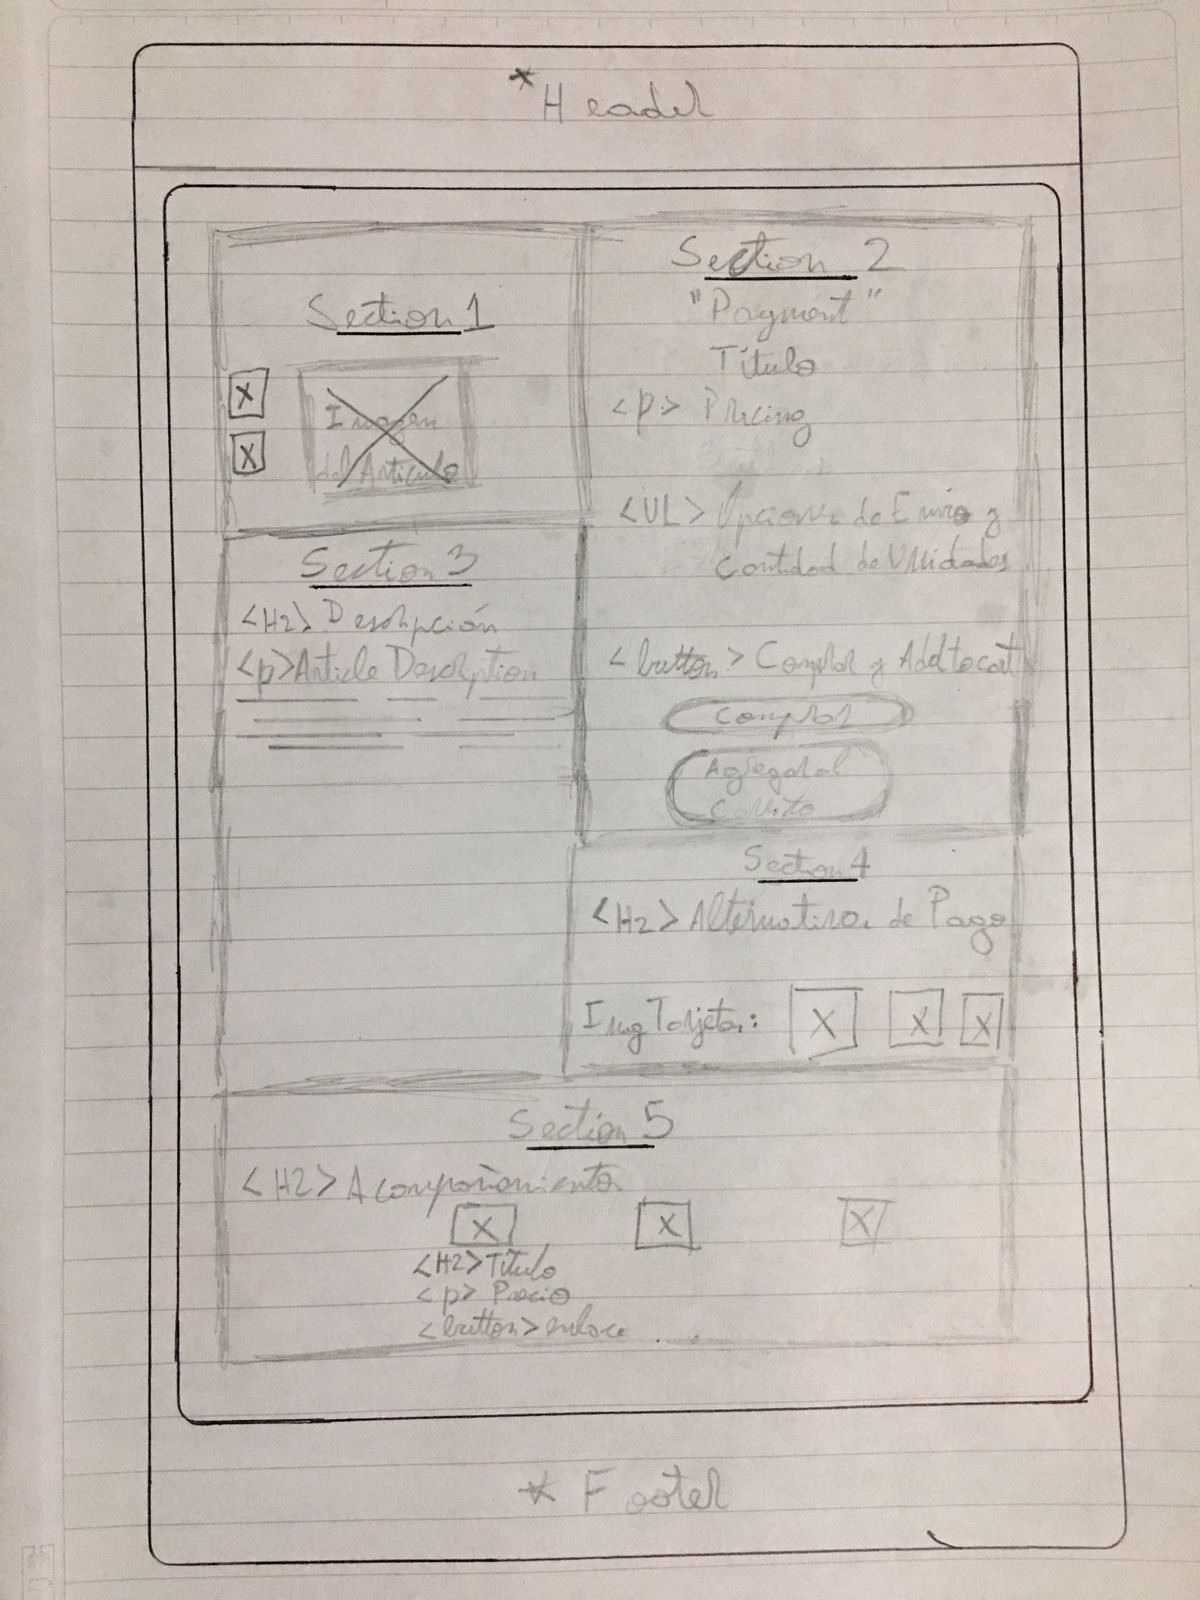 *Header
Section 1
X
X
Imagen
del Articulo
Section 2
"Payment"
Título
<p> Pricing
<UL> Opciones de Envio y
Cantidad de Unidades
<button> Comprar y Add to cart
Comprar
Agregar al
Carrito
Section 3
<H2> Descripción
<p> Article Description
Section 4
<H2> Alternativas de Pago
Img Tarjetas: X X X
Section 5
<H2> Acompañamientos
X X X
<H2> Título
<p> Precio
<button> enlace . . .
* Footer